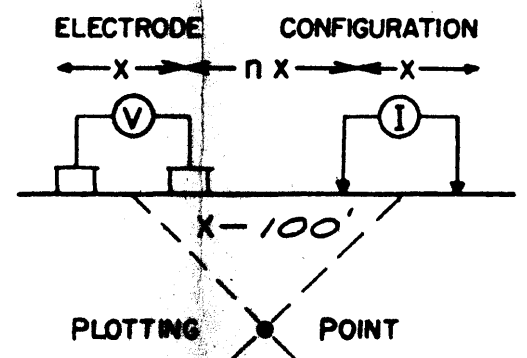 ELECTRODE CONFIGURATION
X n X X
V I
X - 100'
PLOTTING POINT